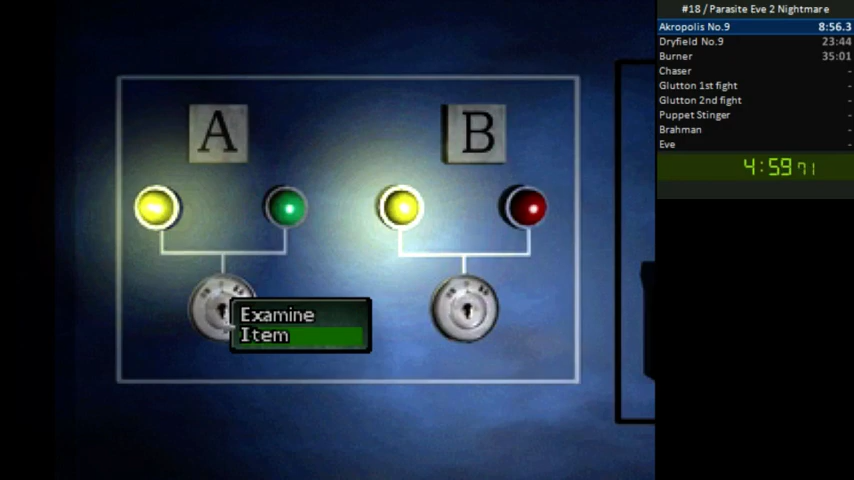 A
B
Examine
Item
#18 / Parasite Eve 2 Nightmare
Akropolis No.9 8:56.3
Dryfield No.9 23:44
Burner 35:01
Chaser -
Glutton 1st fight -
Glutton 2nd fight -
Puppet Stinger -
Brahman -
Eve -
4:59 71